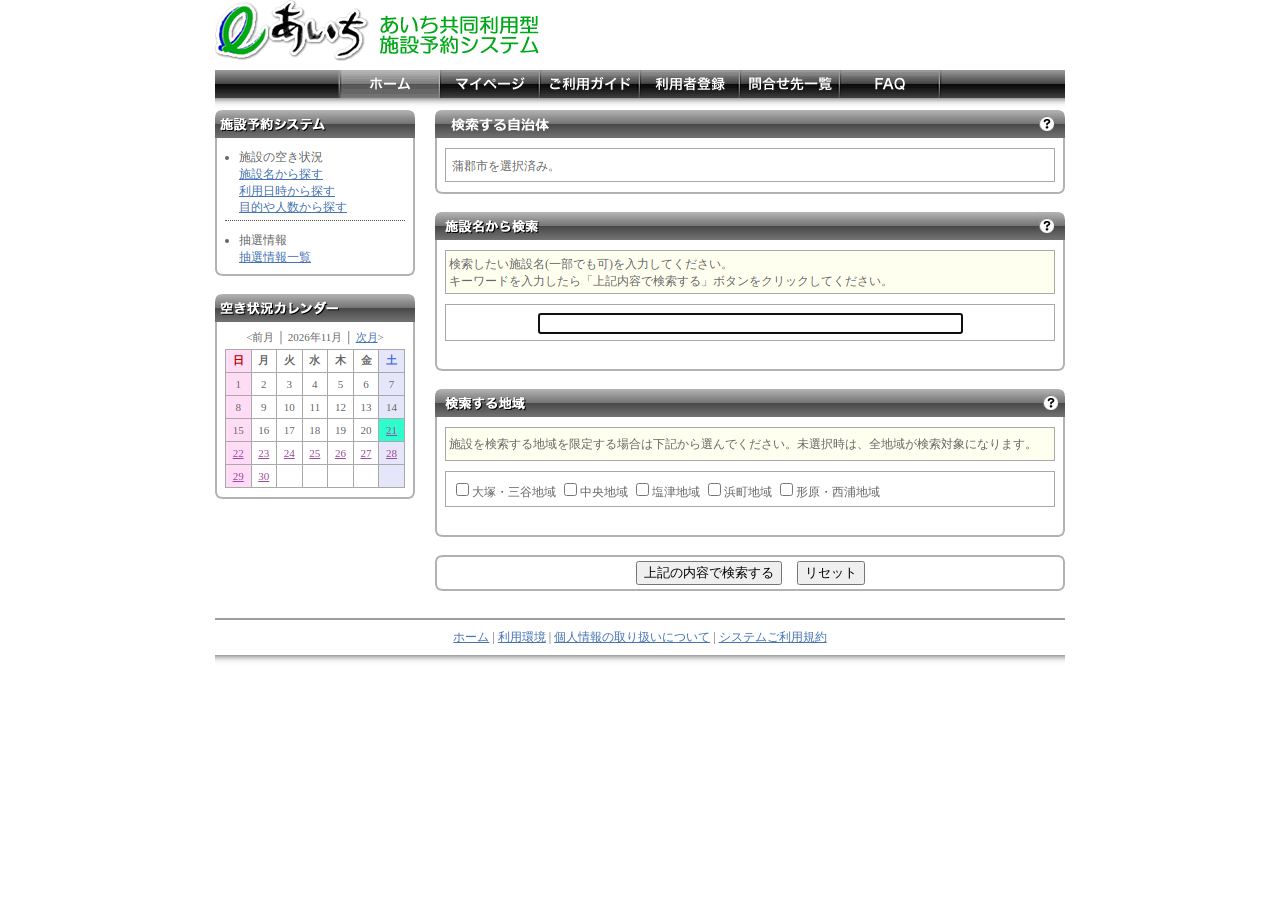 あいち あいち共同利用型
施設予約システム
ホーム マイページ ご利用ガイド 利用者登録 問合せ先一覧 FAQ
施設予約システム
施設の空き状況
施設名から探す
利用日時から探す
目的や人数から探す
抽選情報
抽選情報一覧
空き状況カレンダー
<前月 │ 2026年11月 │ 次月>
日 月 火 水 木 金 土
1 2 3 4 5 6 7
8 9 10 11 12 13 14
15 16 17 18 19 20 21
22 23 24 25 26 27 28
29 30
検索する自治体 ?
蒲郡市を選択済み。
施設名から検索 ?
検索したい施設名(一部でも可)を入力してください。
キーワードを入力したら「上記内容で検索する」ボタンをクリックしてください。
検索する地域 ?
施設を検索する地域を限定する場合は下記から選んでください。未選択時は、全地域が検索対象になります。
大塚・三谷地域 中央地域 塩津地域 浜町地域 形原・西浦地域
上記の内容で検索する リセット
ホーム | 利用環境 | 個人情報の取り扱いについて | システムご利用規約